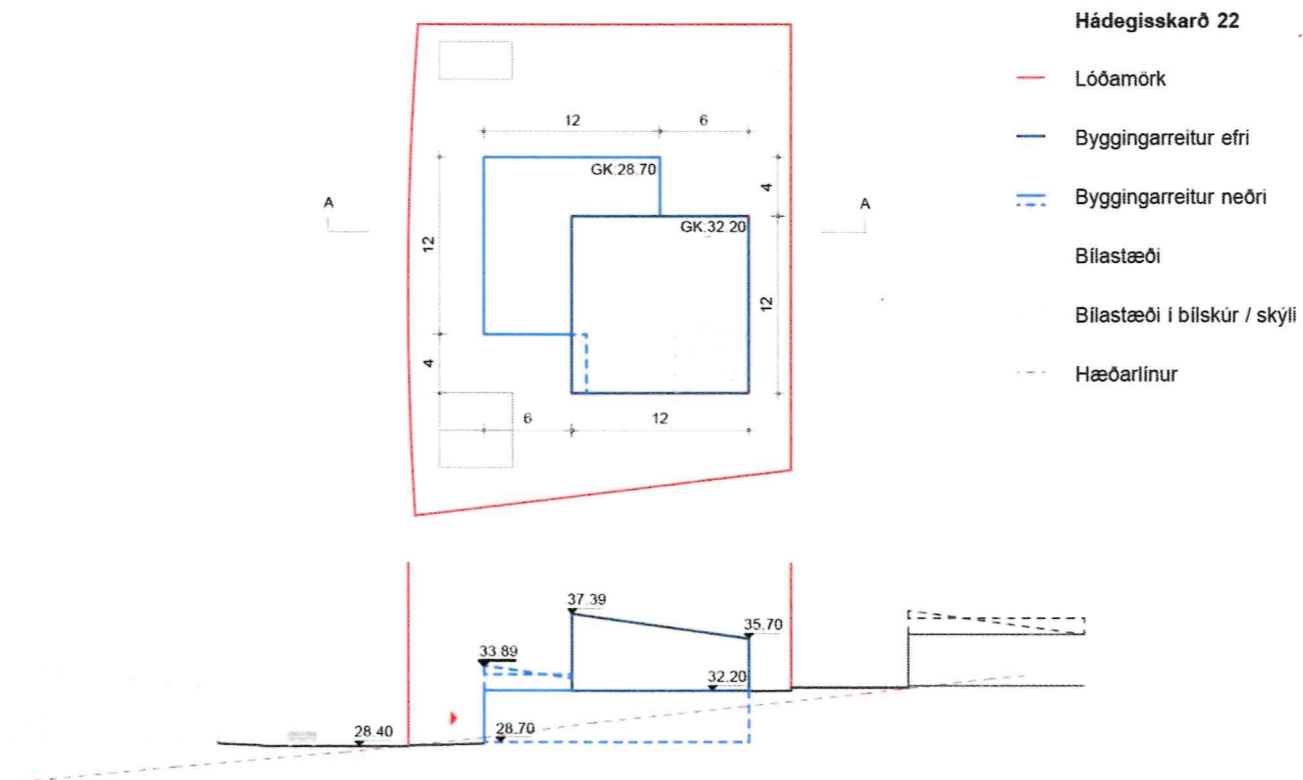 Hádegisskarð 22
Lóðamörk
Byggingarreitur efri
Byggingarreitur neðri
Bílastæði
Bílastæði í bílskúr / skýli
Hæðarlínur
12
6
GK.28.70
4
A
A
GK.32.20
12
12
4
6
12
37.39
35.70
33.89
32.20
28.40
28.70